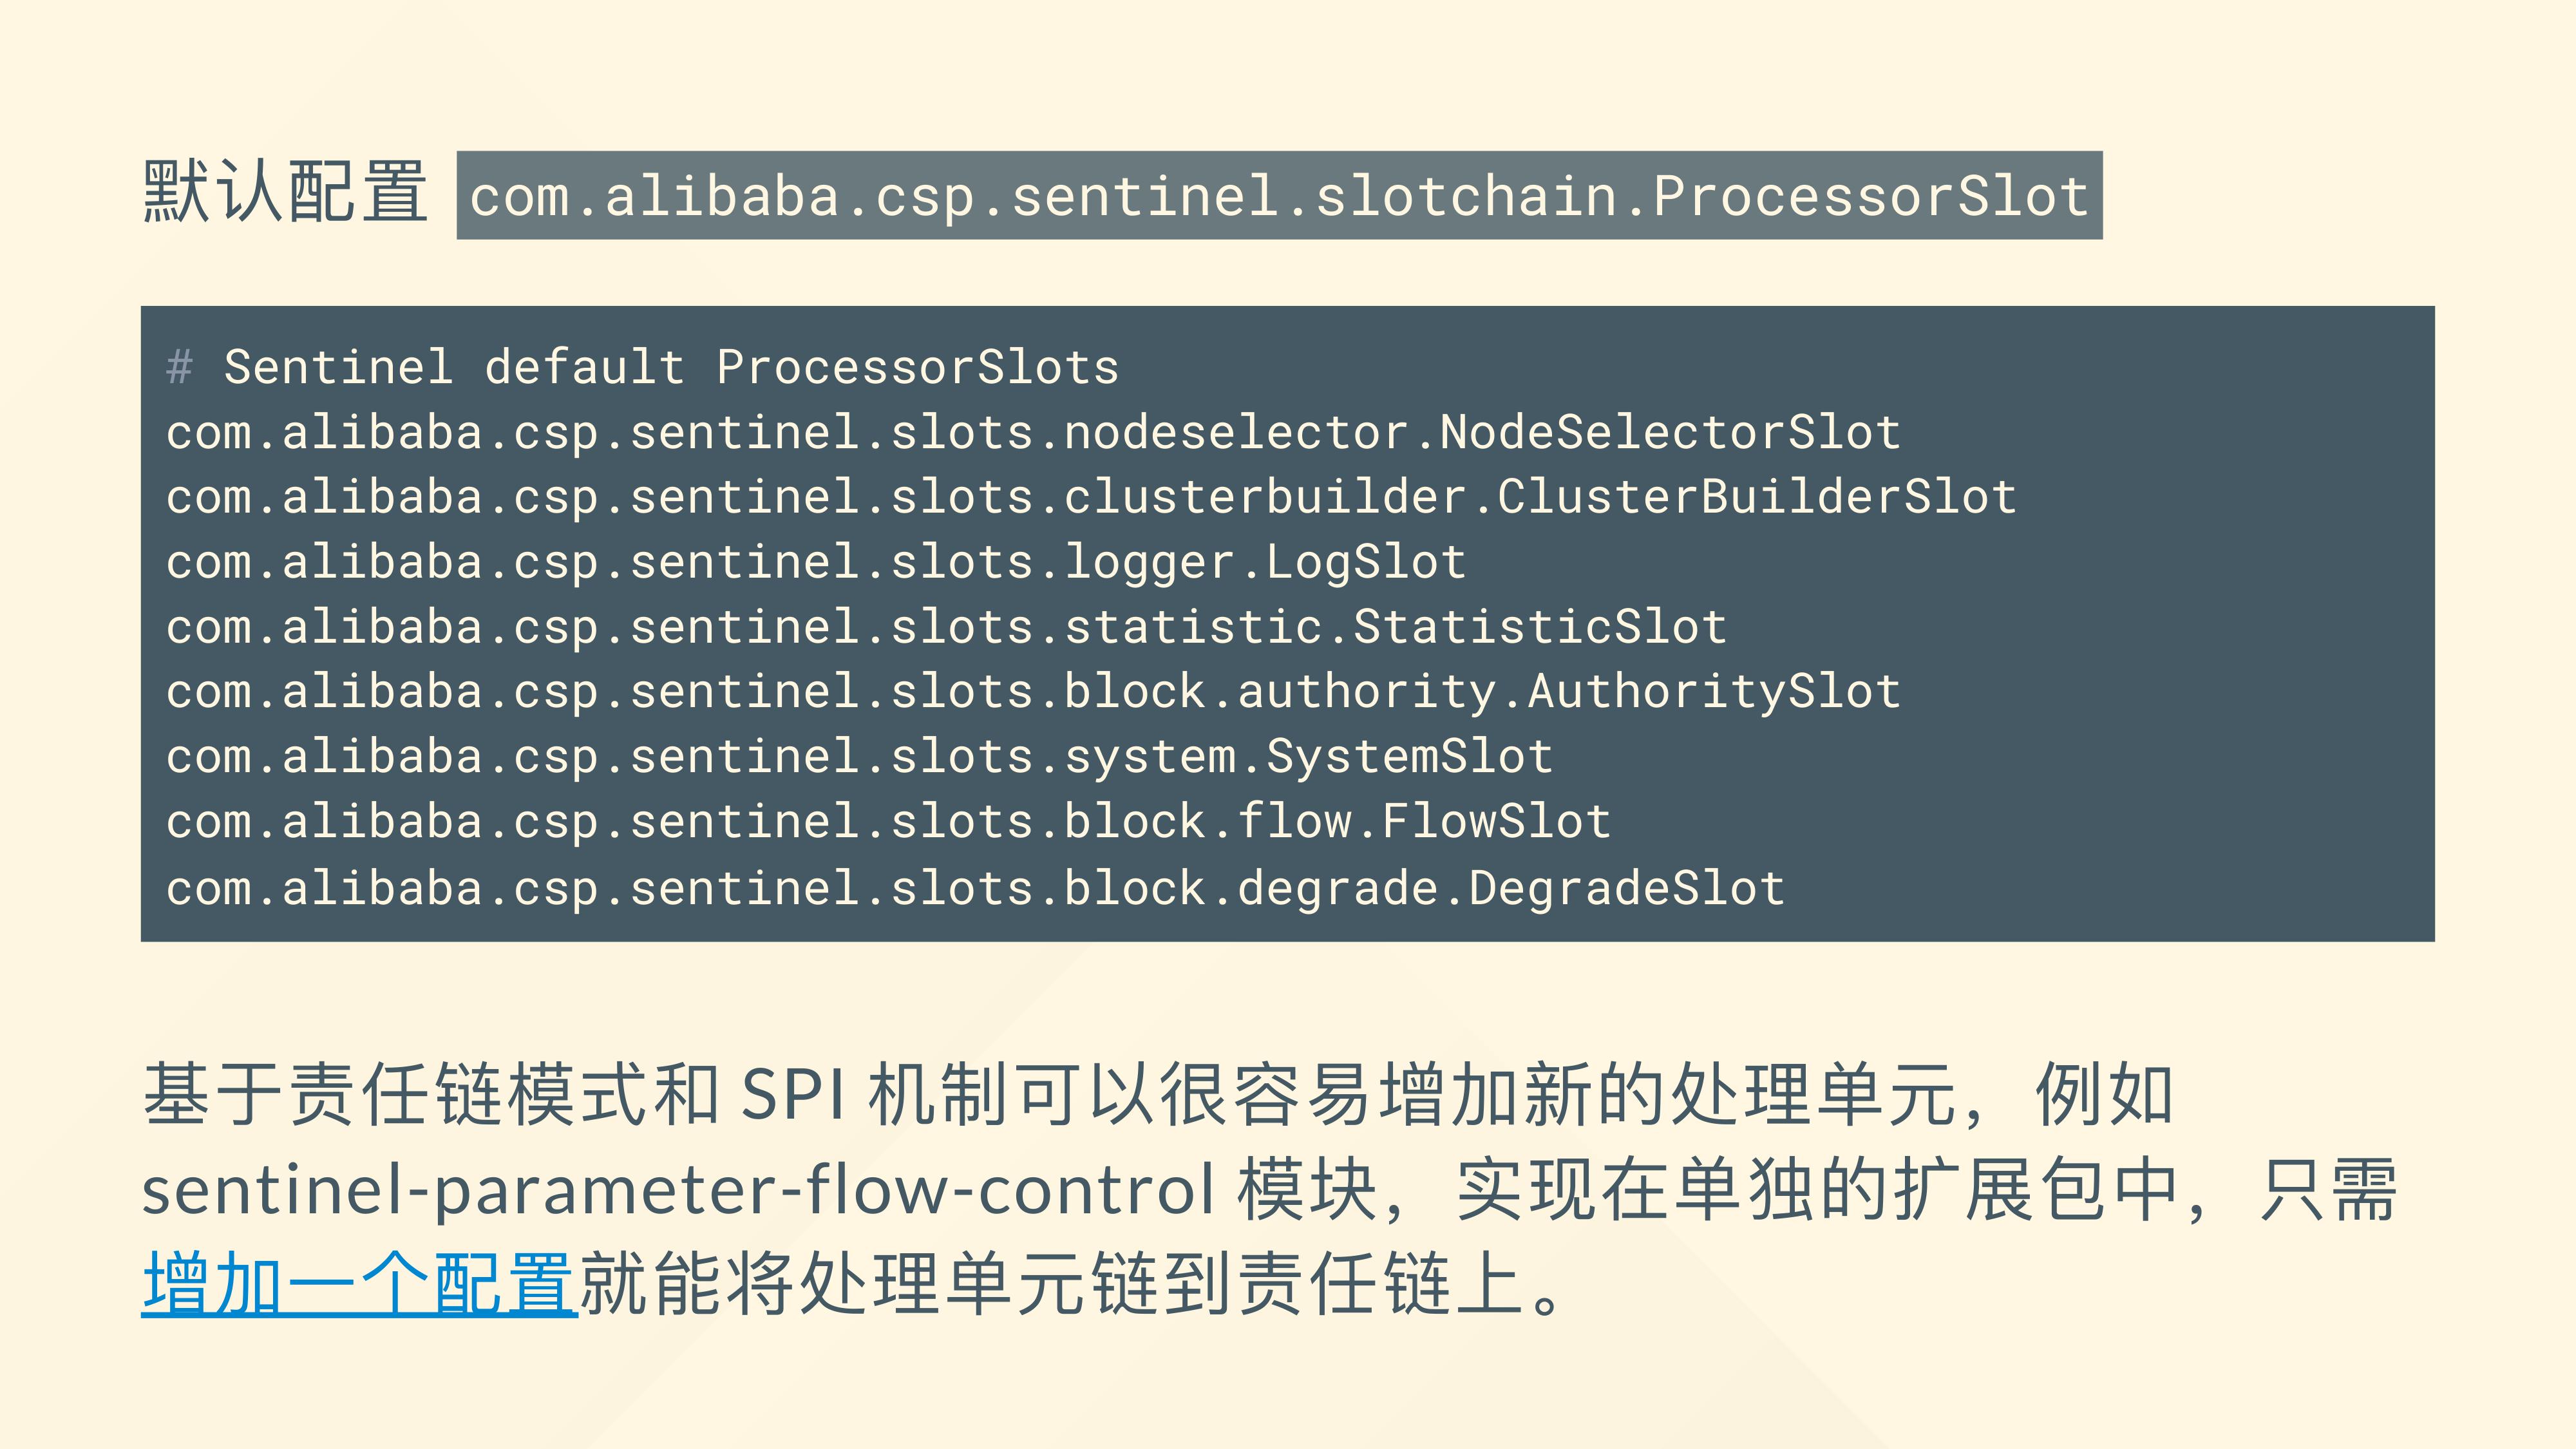 默认配置 com.alibaba.csp.sentinel.slotchain.ProcessorSlot
# Sentinel default ProcessorSlots
com.alibaba.csp.sentinel.slots.nodeselector.NodeSelectorSlot
com.alibaba.csp.sentinel.slots.clusterbuilder.ClusterBuilderSlot
com.alibaba.csp.sentinel.slots.logger.LogSlot
com.alibaba.csp.sentinel.slots.statistic.StatisticSlot
com.alibaba.csp.sentinel.slots.block.authority.AuthoritySlot
com.alibaba.csp.sentinel.slots.system.SystemSlot
com.alibaba.csp.sentinel.slots.block.flow.FlowSlot
com.alibaba.csp.sentinel.slots.block.degrade.DegradeSlot
基于责任链模式和 SPI 机制可以很容易增加新的处理单元，例如
sentinel-parameter-flow-control 模块，实现在单独的扩展包中，只需
增加一个配置就能将处理单元链到责任链上。